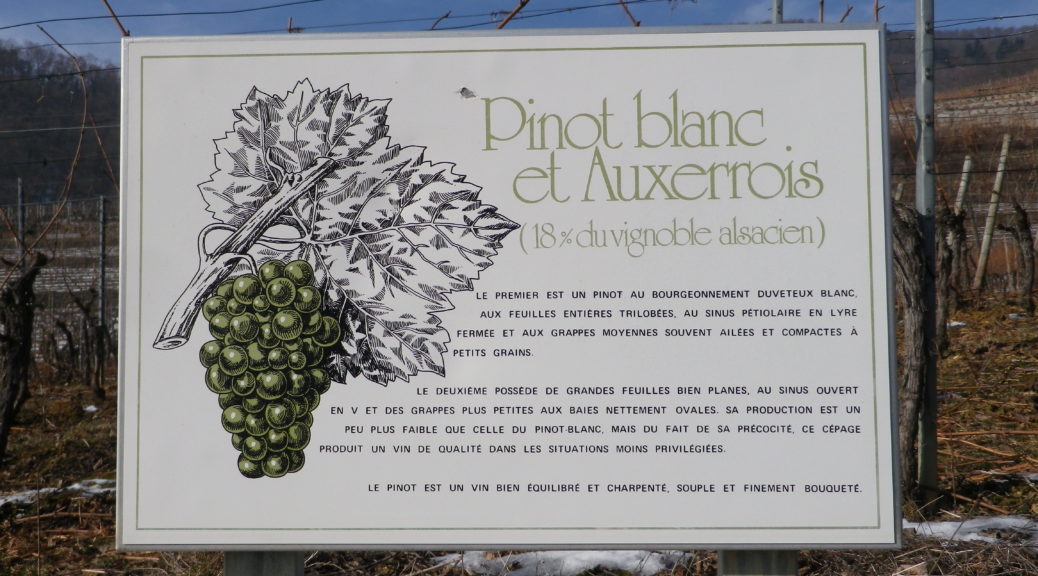 Pinot blanc
et Auxerrois
(18% du vignoble alsacien)
LE PREMIER EST UN PINOT AU BOURGEONNEMENT DUVETEUX BLANC,
AUX FEUILLES ENTIÈRES TRILOBÉES, AU SINUS PÉTIOLAIRE EN LYRE
FERMÉE ET AUX GRAPPES MOYENNES SOUVENT AILÉES ET COMPACTES À
PETITS GRAINS.
LE DEUXIÈME POSSÈDE DE GRANDES FEUILLES BIEN PLANES, AU SINUS OUVERT
EN V ET DES GRAPPES PLUS PETITES AUX BAIES NETTEMENT OVALES. SA PRODUCTION EST UN
PEU PLUS FAIBLE QUE CELLE DU PINOT-BLANC, MAIS DU FAIT DE SA PRÉCOCITÉ, CE CÉPAGE
PRODUIT UN VIN DE QUALITÉ DANS LES SITUATIONS MOINS PRIVILÉGIÉES.
LE PINOT EST UN VIN BIEN ÉQUILIBRÉ ET CHARPENTÉ, SOUPLE ET FINEMENT BOUQUETÉ.